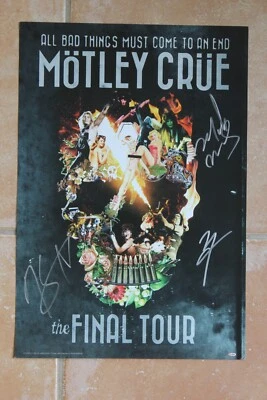 ALL BAD THINGS MUST COME TO AN END
MÖTLEY CRÜE
the FINAL TOUR